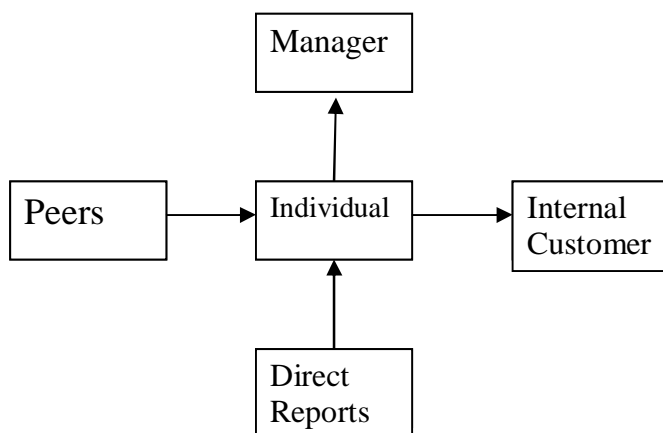 Manager
Peers
Individual
Internal
Customer
Direct
Reports